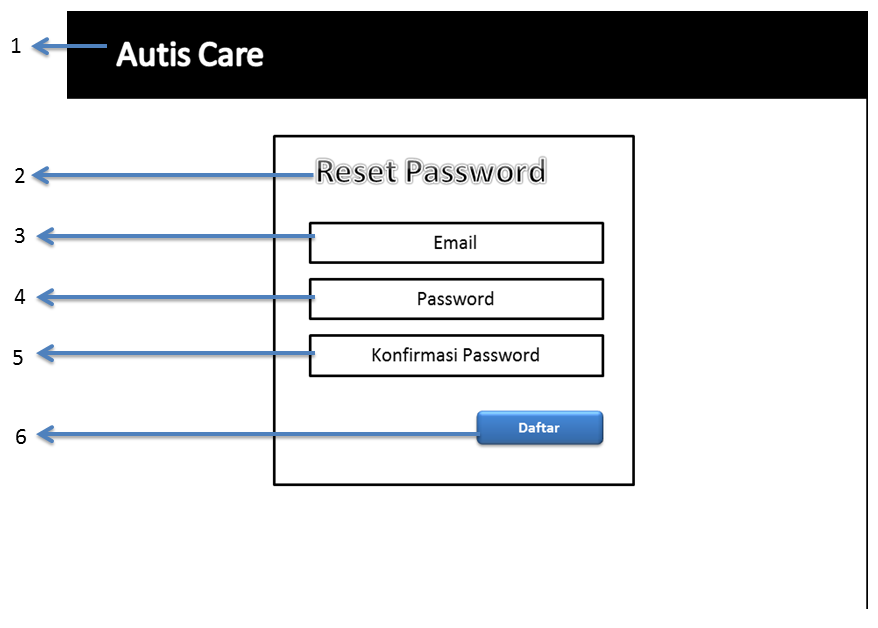 1 Autis Care
2 Reset Password
3 Email
4 Password
5 Konfirmasi Password
6 Daftar